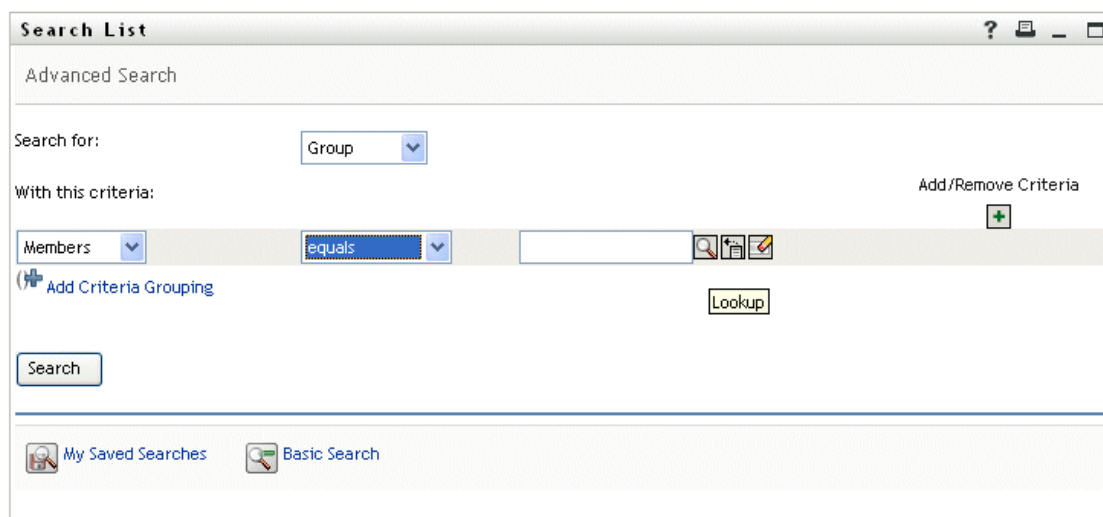 Search List ?
Advanced Search
Search for: Group
With this criteria: Add/Remove Criteria
Members equals
Add Criteria Grouping
Lookup
Search
My Saved Searches Basic Search